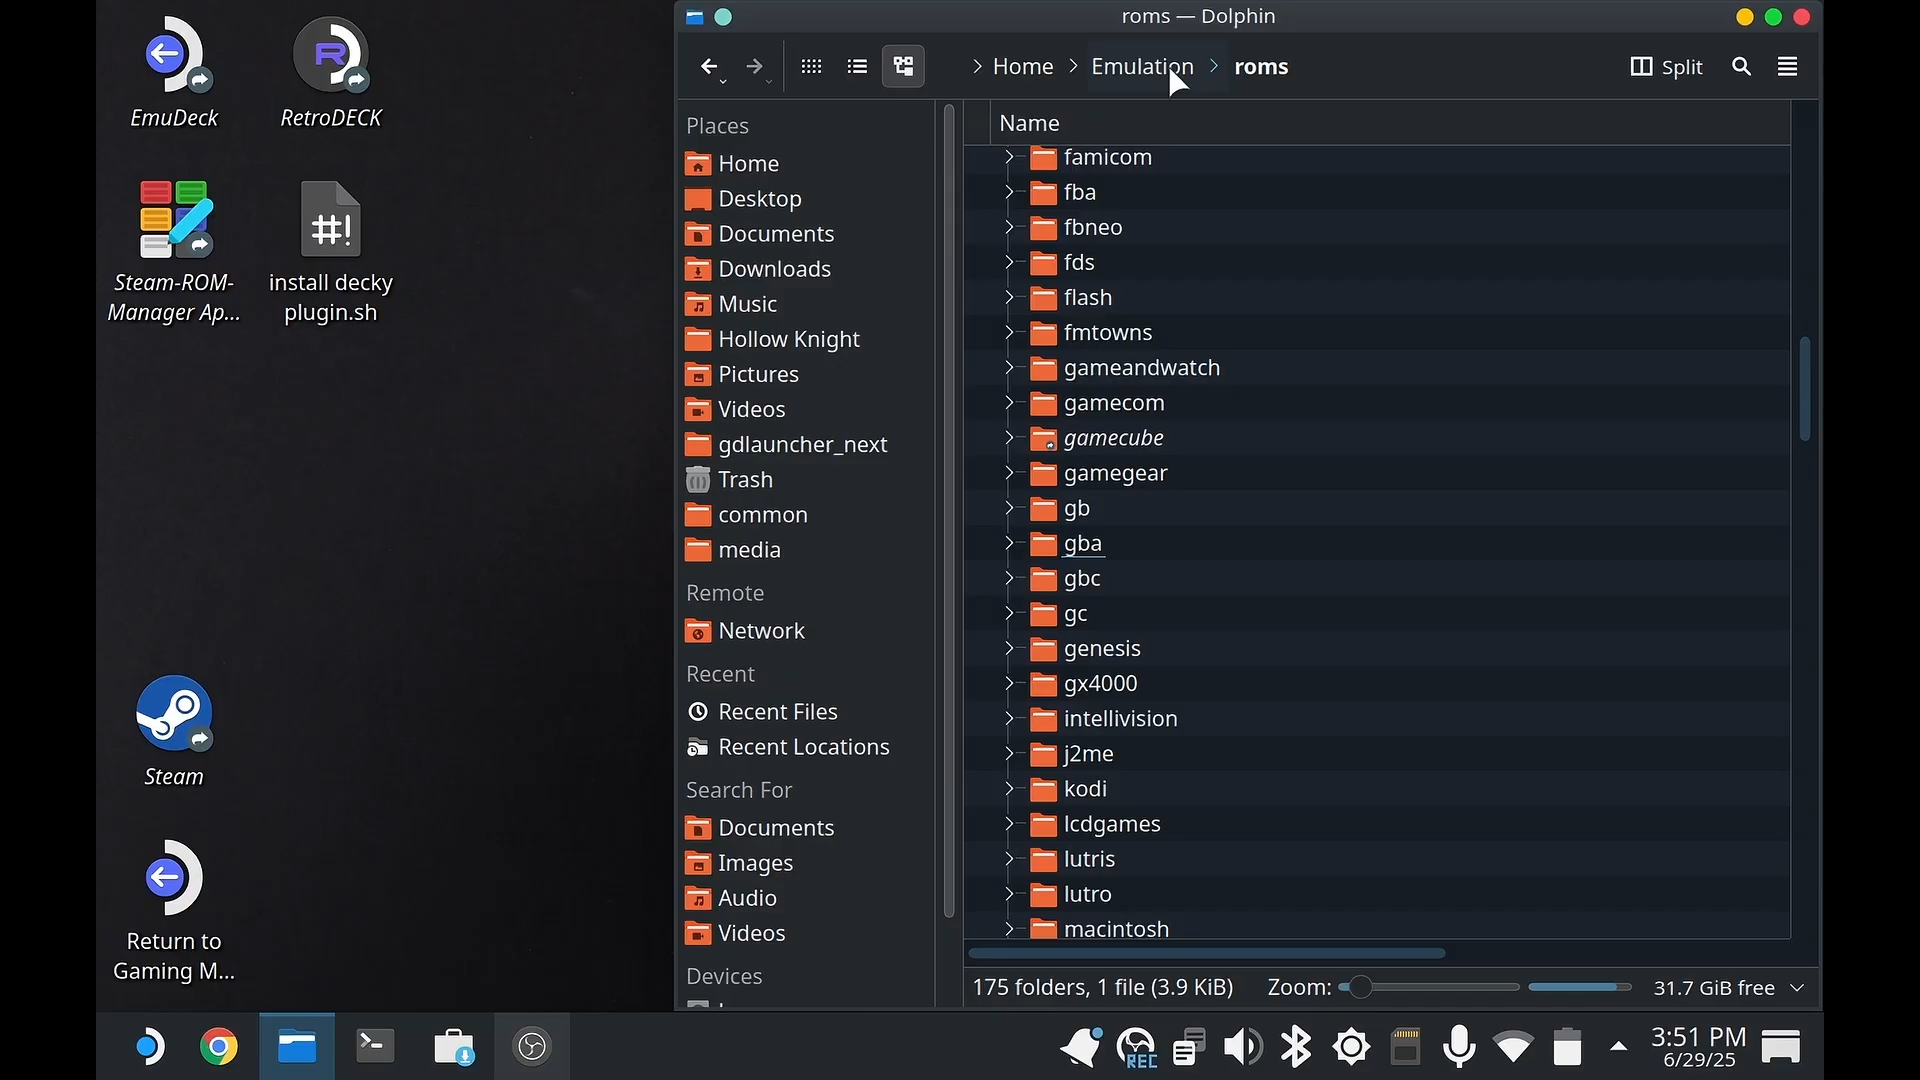 EmuDeck
RetroDECK
Steam-ROM-
Manager Ap...
install decky
plugin.sh
#!
Steam
Return to
Gaming M...
roms — Dolphin
Home
Emulation
roms
Split
Places
Home
Desktop
Documents
Downloads
Music
Hollow Knight
Pictures
Videos
gdlauncher_next
Trash
common
media
Remote
Network
Recent
Recent Files
Recent Locations
Search For
Documents
Images
Audio
Videos
Devices
Name
famicom
fba
fbneo
fds
flash
fmtowns
gameandwatch
gamecom
gamecube
gamegear
gb
gba
gbc
gc
genesis
gx4000
intellivision
j2me
kodi
lcdgames
lutris
lutro
macintosh
175 folders, 1 file (3.9 KiB)
Zoom:
31.7 GiB free
REC
3:51 PM
6/29/25